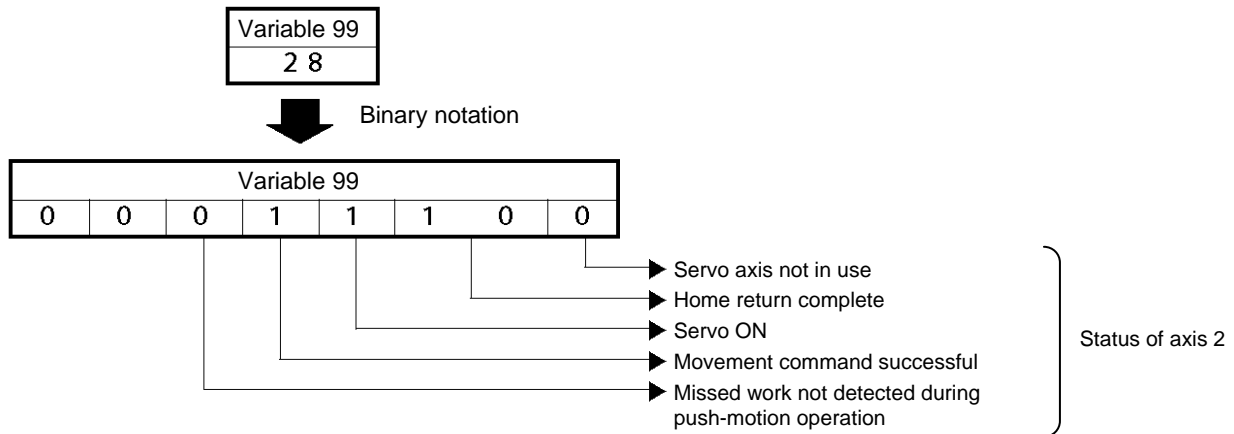 Variable 99
2 8
Binary notation
Variable 99
0 0 0 1 1 1 0 0
Servo axis not in use
Home return complete
Servo ON
Movement command successful
Missed work not detected during
push-motion operation
Status of axis 2